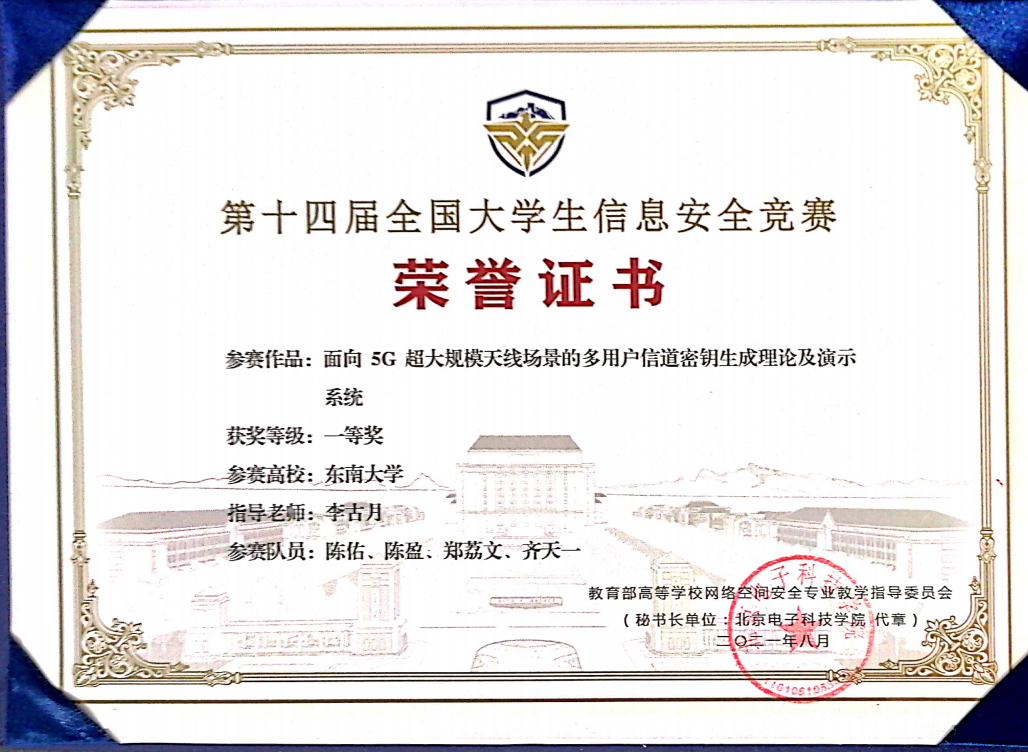 第十四届全国大学生信息安全竞赛
荣誉证书
参赛作品：面向 5G 超大规模天线场景的多用户信道密钥生成理论及演示
系统
获奖等级：一等奖
参赛高校：东南大学
指导老师：李古月
参赛队员：陈佑、陈盈、郑荔文、齐天一
教育部高等学校网络空间安全专业教学指导委员会
（秘书长单位：北京电子科技学院 代章）
二〇二一年八月